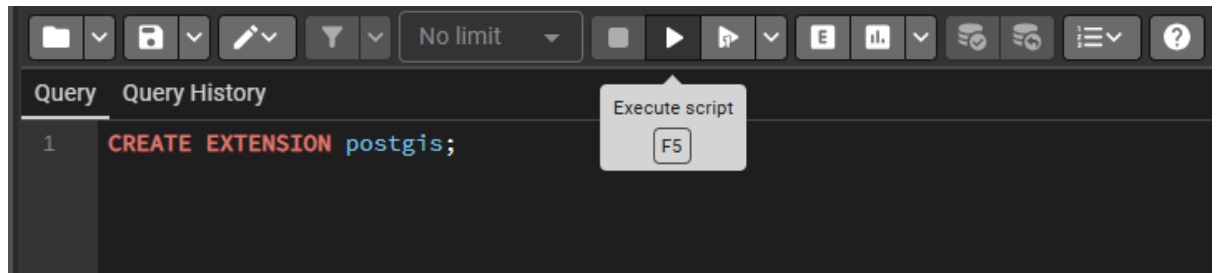 No limit
E
?
Query Query History
Execute script
F5
1 CREATE EXTENSION postgis;